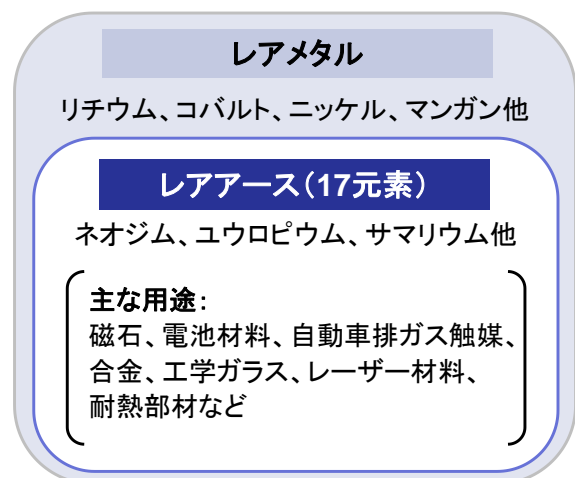 レアメタル
リチウム、コバルト、ニッケル、マンガン他
レアアース（17元素）
ネオジム、ユウロピウム、サマリウム他
主な用途：
磁石、電池材料、自動車排ガス触媒、
合金、工学ガラス、レーザー材料、
耐熱部材など